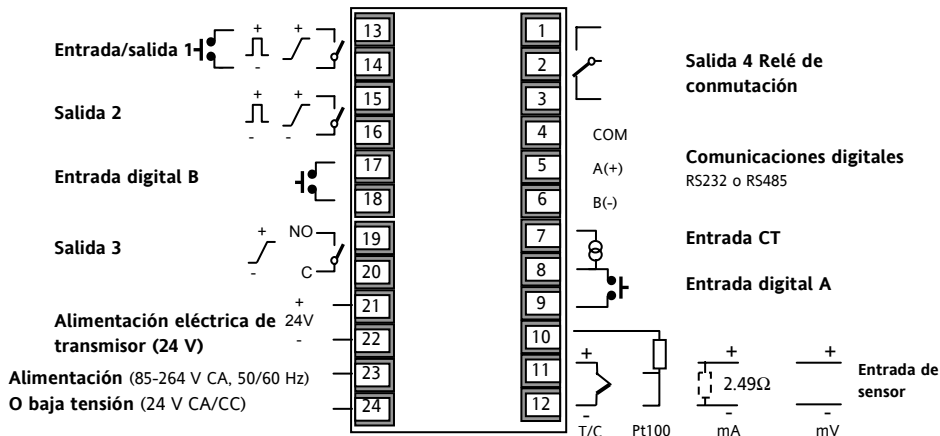 Entrada/salida 1
+ +
- -
13
14
Salida 2
+ +
- -
15
16
Entrada digital B
17
18
Salida 3
+
-
NO
C
19
20
Alimentación eléctrica de
transmisor (24 V)
+
24V
-
21
22
Alimentación (85-264 V CA, 50/60 Hz)
23
O baja tensión (24 V CA/CC)
24
1
2
3
Salida 4 Relé de
conmutación
4 COM
5 A(+)
6 B(-)
Comunicaciones digitales
RS232 o RS485
7
Entrada CT
8
9
Entrada digital A
10
11
12
+
-
T/C
Pt100
+
2.49Ω
-
mA
+
-
mV
Entrada de
sensor